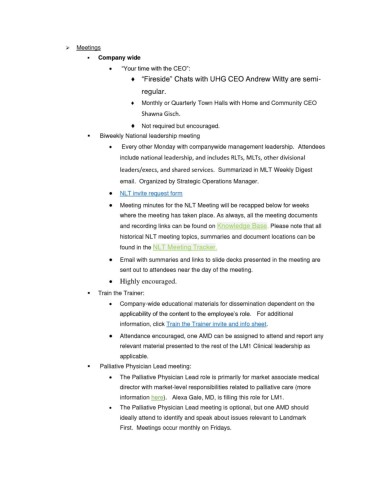 ➢ Meetings
▪ Company wide
• “Your time with the CEO”:
♦ “Fireside” Chats with UHG CEO Andrew Witty are semi-
regular.
♦ Monthly or Quarterly Town Halls with Home and Community CEO
Shawna Gisch.
♦ Not required but encouraged.
▪ Biweekly National leadership meeting
• Every other Monday with companywide management leadership. Attendees
include national leadership, and includes RLTs, MLTs, other divisional
leaders/execs, and shared services. Summarized in MLT Weekly Digest
email. Organized by Strategic Operations Manager.
• NLT invite request form
• Meeting minutes for the NLT Meeting will be recapped below for weeks
where the meeting has taken place. As always, all the meeting documents
and recording links can be found on Knowledge Base. Please note that all
historical NLT meeting topics, summaries and document locations can be
found in the NLT Meeting Tracker.
• Email with summaries and links to slide decks presented in the meeting are
sent out to attendees near the day of the meeting.
• Highly encouraged.
▪ Train the Trainer:
• Company-wide educational materials for dissemination dependent on the
applicability of the content to the employee’s role. For additional
information, click Train the Trainer invite and info sheet.
• Attendance encouraged, one AMD can be assigned to attend and report any
relevant material presented to the rest of the LM1 Clinical leadership as
applicable.
▪ Palliative Physician Lead meeting:
• The Palliative Physician Lead role is primarily for market associate medical
director with market-level responsibilities related to palliative care (more
information here). Alexa Gale, MD, is filling this role for LM1.
• The Palliative Physician Lead meeting is optional, but one AMD should
ideally attend to identify and speak about issues relevant to Landmark
First. Meetings occur monthly on Fridays.